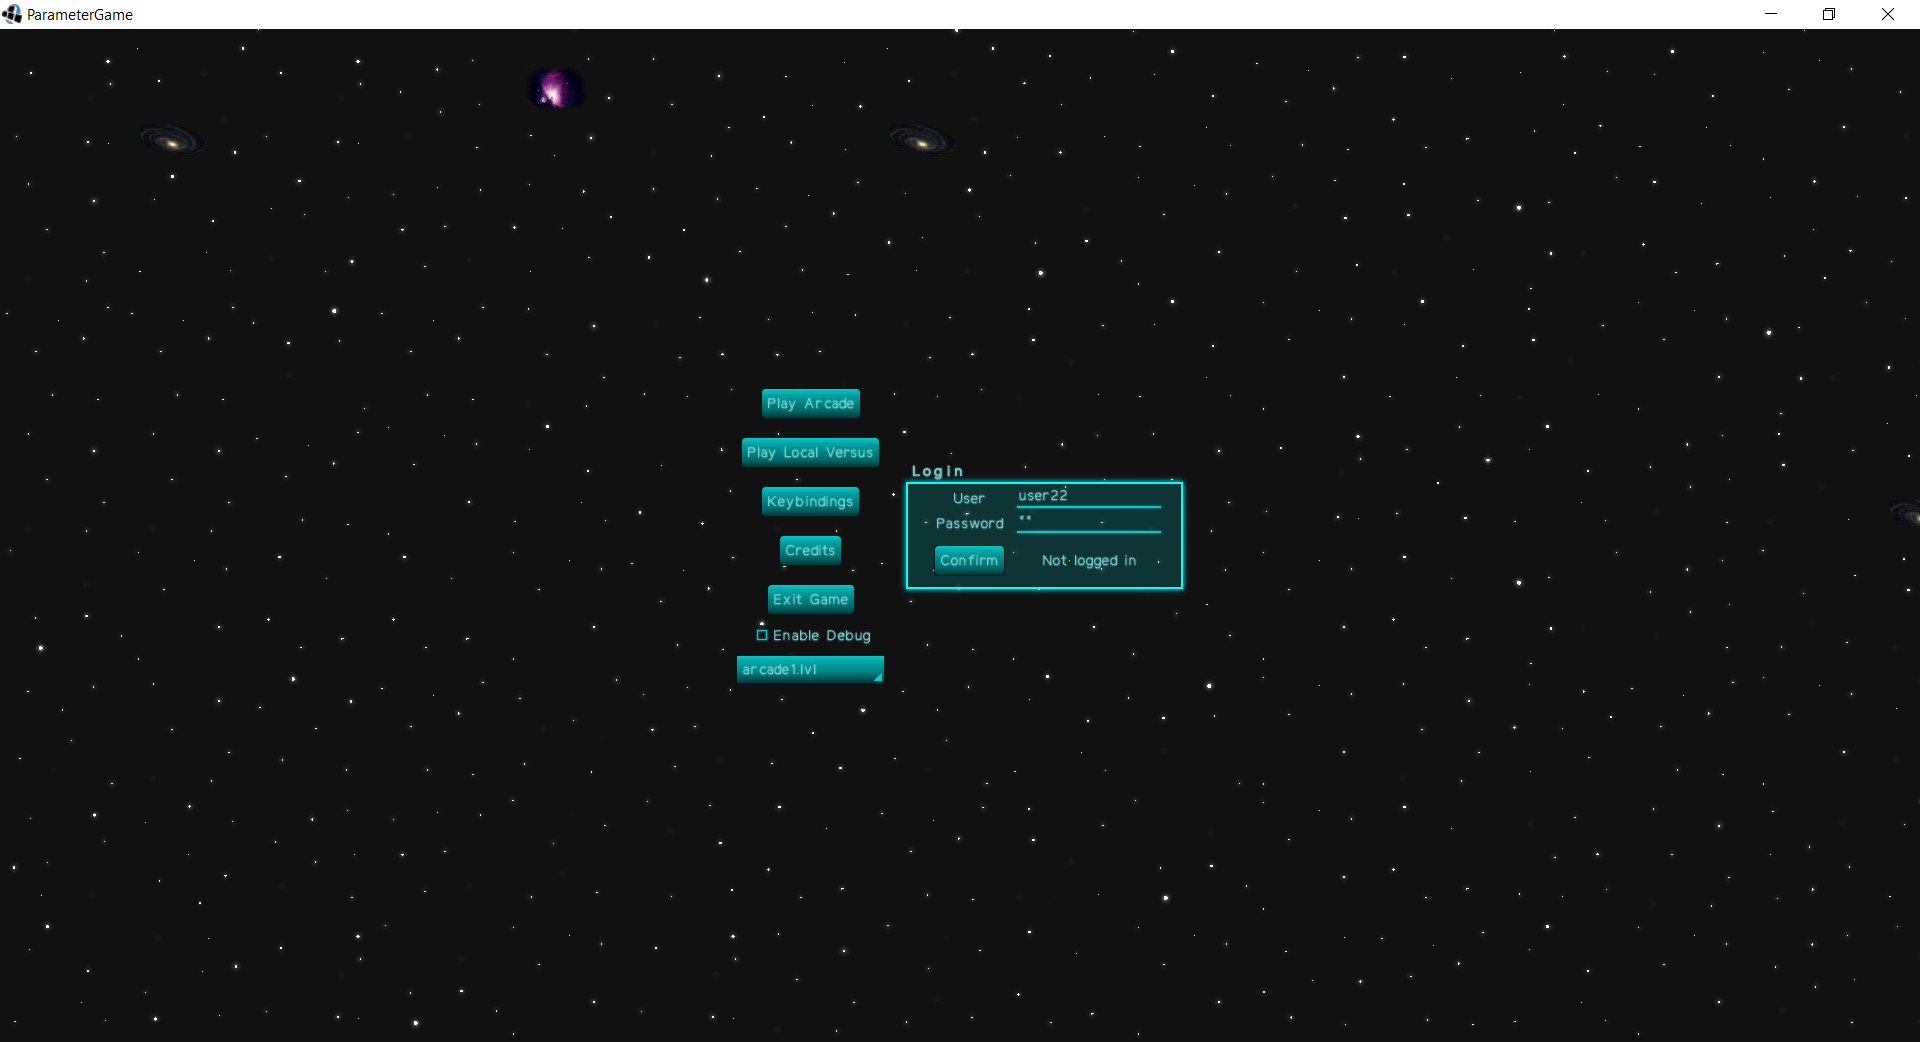 ParameterGame
Play Arcade
Play Local Versus
Keybindings
Credits
Exit Game
Enable Debug
arcade1.lvl
Login
User user22
Password **
Confirm Not logged in